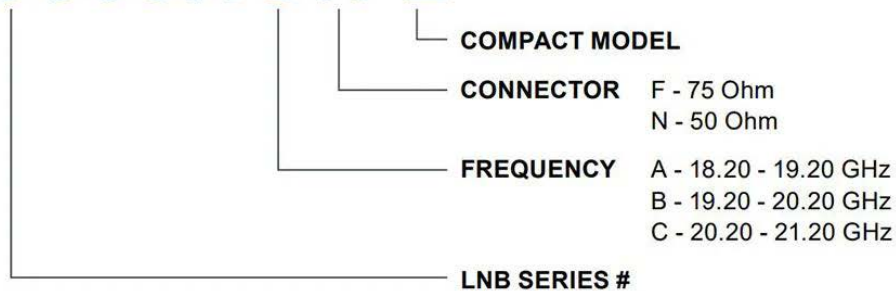 COMPACT MODEL
CONNECTOR F - 75 Ohm
N - 50 Ohm
FREQUENCY A - 18.20 - 19.20 GHz
B - 19.20 - 20.20 GHz
C - 20.20 - 21.20 GHz
LNB SERIES #